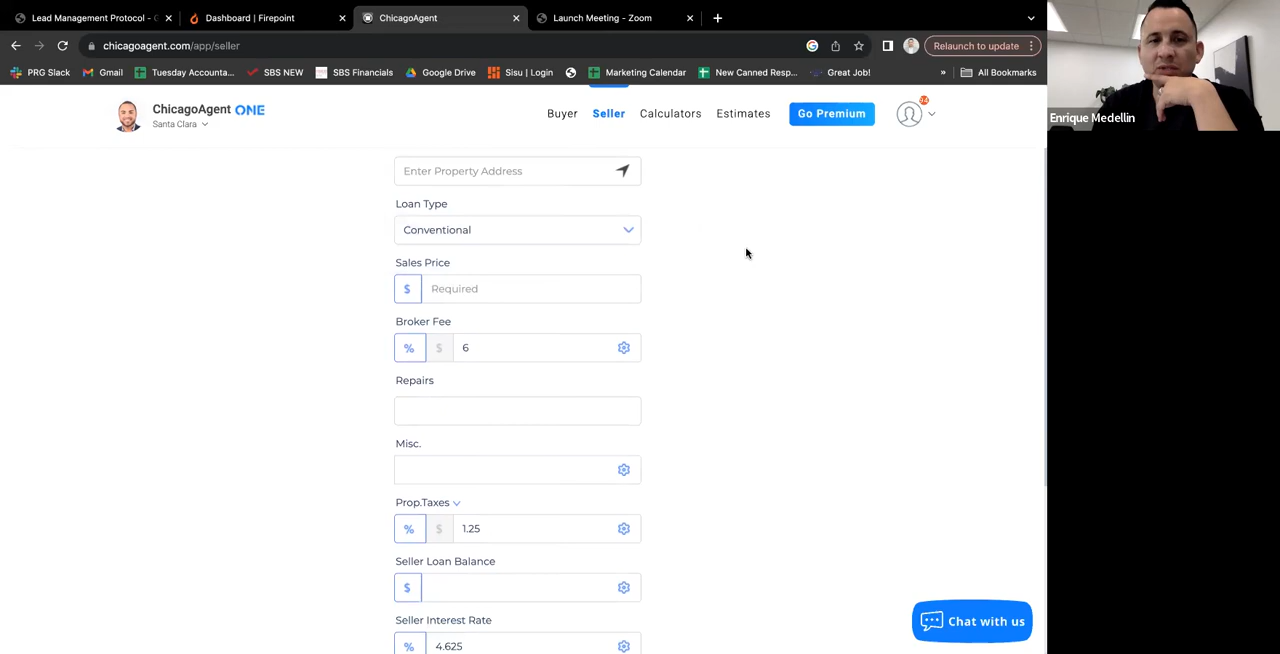 Lead Management Protocol - G
Dashboard | Firepoint
ChicagoAgent
Launch Meeting - Zoom
chicagoagent.com/app/seller
Relaunch to update
PRG Slack
Gmail
Tuesday Accounta...
SBS NEW
SBS Financials
Google Drive
Sisu | Login
Marketing Calendar
New Canned Resp...
Great Job!
»
All Bookmarks
Enrique Medellin
ChicagoAgent ONE
Santa Clara
Buyer
Seller
Calculators
Estimates
Go Premium
Enter Property Address
Loan Type
Conventional
Sales Price
$ Required
Broker Fee
% $ 6
Repairs
Misc.
Prop.Taxes
% $ 1.25
Seller Loan Balance
$
Seller Interest Rate
% 4.625
Chat with us